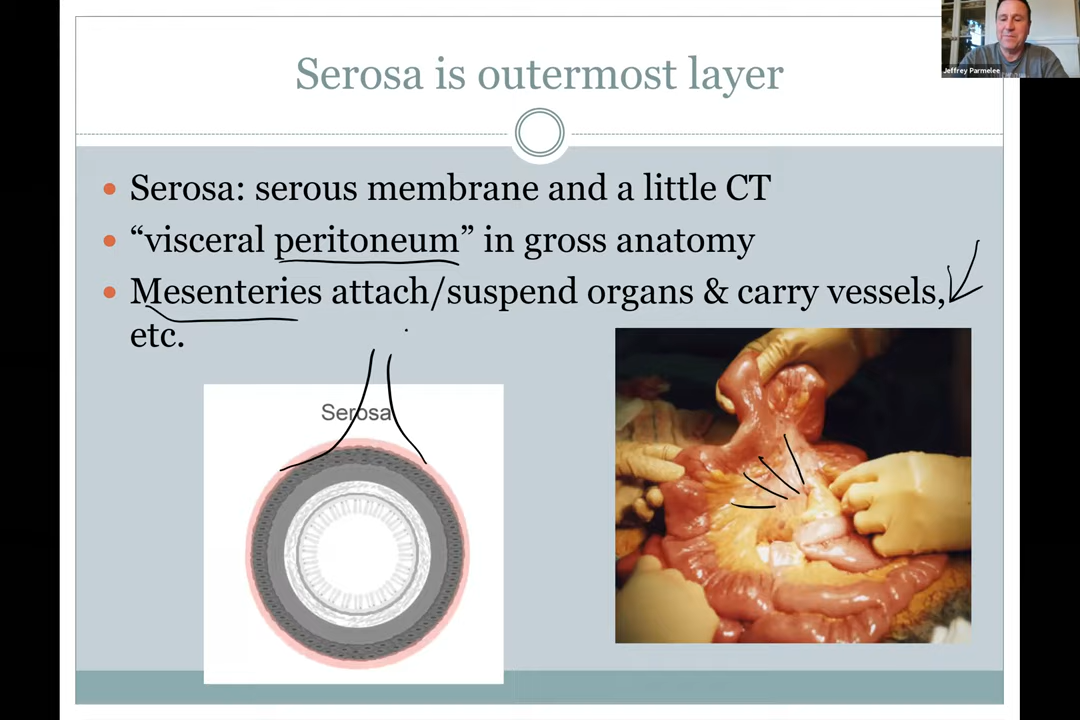 Jeffrey Parmelee
Serosa is outermost layer
Serosa: serous membrane and a little CT
“visceral peritoneum” in gross anatomy
Mesenteries attach/suspend organs & carry vessels,
etc.
Serosa